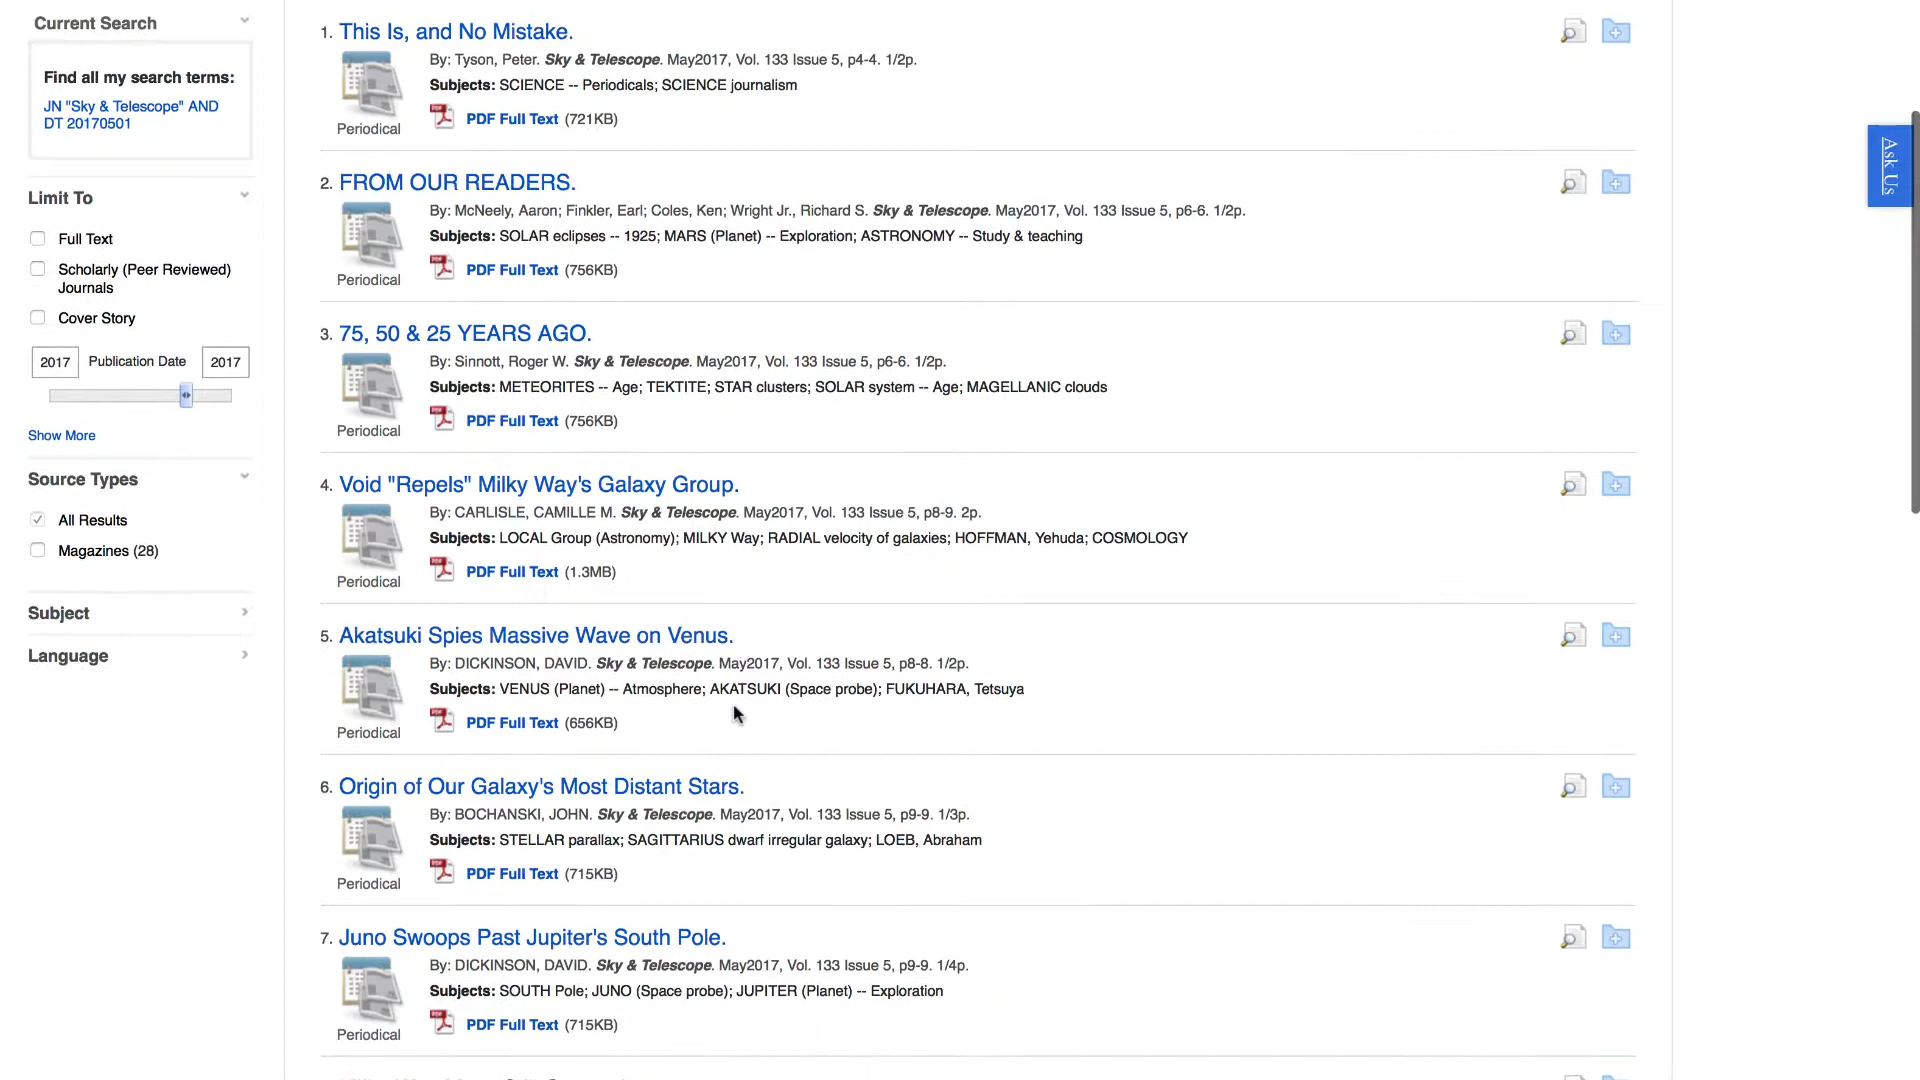 Current Search
Find all my search terms:
JN "Sky & Telescope" AND
DT 20170501
Limit To
Full Text
Scholarly (Peer Reviewed)
Journals
Cover Story
2017 Publication Date 2017
Show More
Source Types
All Results
Magazines (28)
Subject
Language
1. This Is, and No Mistake.
By: Tyson, Peter. Sky & Telescope. May2017, Vol. 133 Issue 5, p4-4. 1/2p.
Subjects: SCIENCE -- Periodicals; SCIENCE journalism
PDF Full Text (721KB)
Periodical
2. FROM OUR READERS.
By: McNeely, Aaron; Finkler, Earl; Coles, Ken; Wright Jr., Richard S. Sky & Telescope. May2017, Vol. 133 Issue 5, p6-6. 1/2p.
Subjects: SOLAR eclipses -- 1925; MARS (Planet) -- Exploration; ASTRONOMY -- Study & teaching
PDF Full Text (756KB)
Periodical
3. 75, 50 & 25 YEARS AGO.
By: Sinnott, Roger W. Sky & Telescope. May2017, Vol. 133 Issue 5, p6-6. 1/2p.
Subjects: METEORITES -- Age; TEKTITE; STAR clusters; SOLAR system -- Age; MAGELLANIC clouds
PDF Full Text (756KB)
Periodical
4. Void "Repels" Milky Way's Galaxy Group.
By: CARLISLE, CAMILLE M. Sky & Telescope. May2017, Vol. 133 Issue 5, p8-9. 2p.
Subjects: LOCAL Group (Astronomy); MILKY Way; RADIAL velocity of galaxies; HOFFMAN, Yehuda; COSMOLOGY
PDF Full Text (1.3MB)
Periodical
5. Akatsuki Spies Massive Wave on Venus.
By: DICKINSON, DAVID. Sky & Telescope. May2017, Vol. 133 Issue 5, p8-8. 1/2p.
Subjects: VENUS (Planet) -- Atmosphere; AKATSUKI (Space probe); FUKUHARA, Tetsuya
PDF Full Text (656KB)
Periodical
6. Origin of Our Galaxy's Most Distant Stars.
By: BOCHANSKI, JOHN. Sky & Telescope. May2017, Vol. 133 Issue 5, p9-9. 1/3p.
Subjects: STELLAR parallax; SAGITTARIUS dwarf irregular galaxy; LOEB, Abraham
PDF Full Text (715KB)
Periodical
7. Juno Swoops Past Jupiter's South Pole.
By: DICKINSON, DAVID. Sky & Telescope. May2017, Vol. 133 Issue 5, p9-9. 1/4p.
Subjects: SOUTH Pole; JUNO (Space probe); JUPITER (Planet) -- Exploration
PDF Full Text (715KB)
Periodical
Ask Us